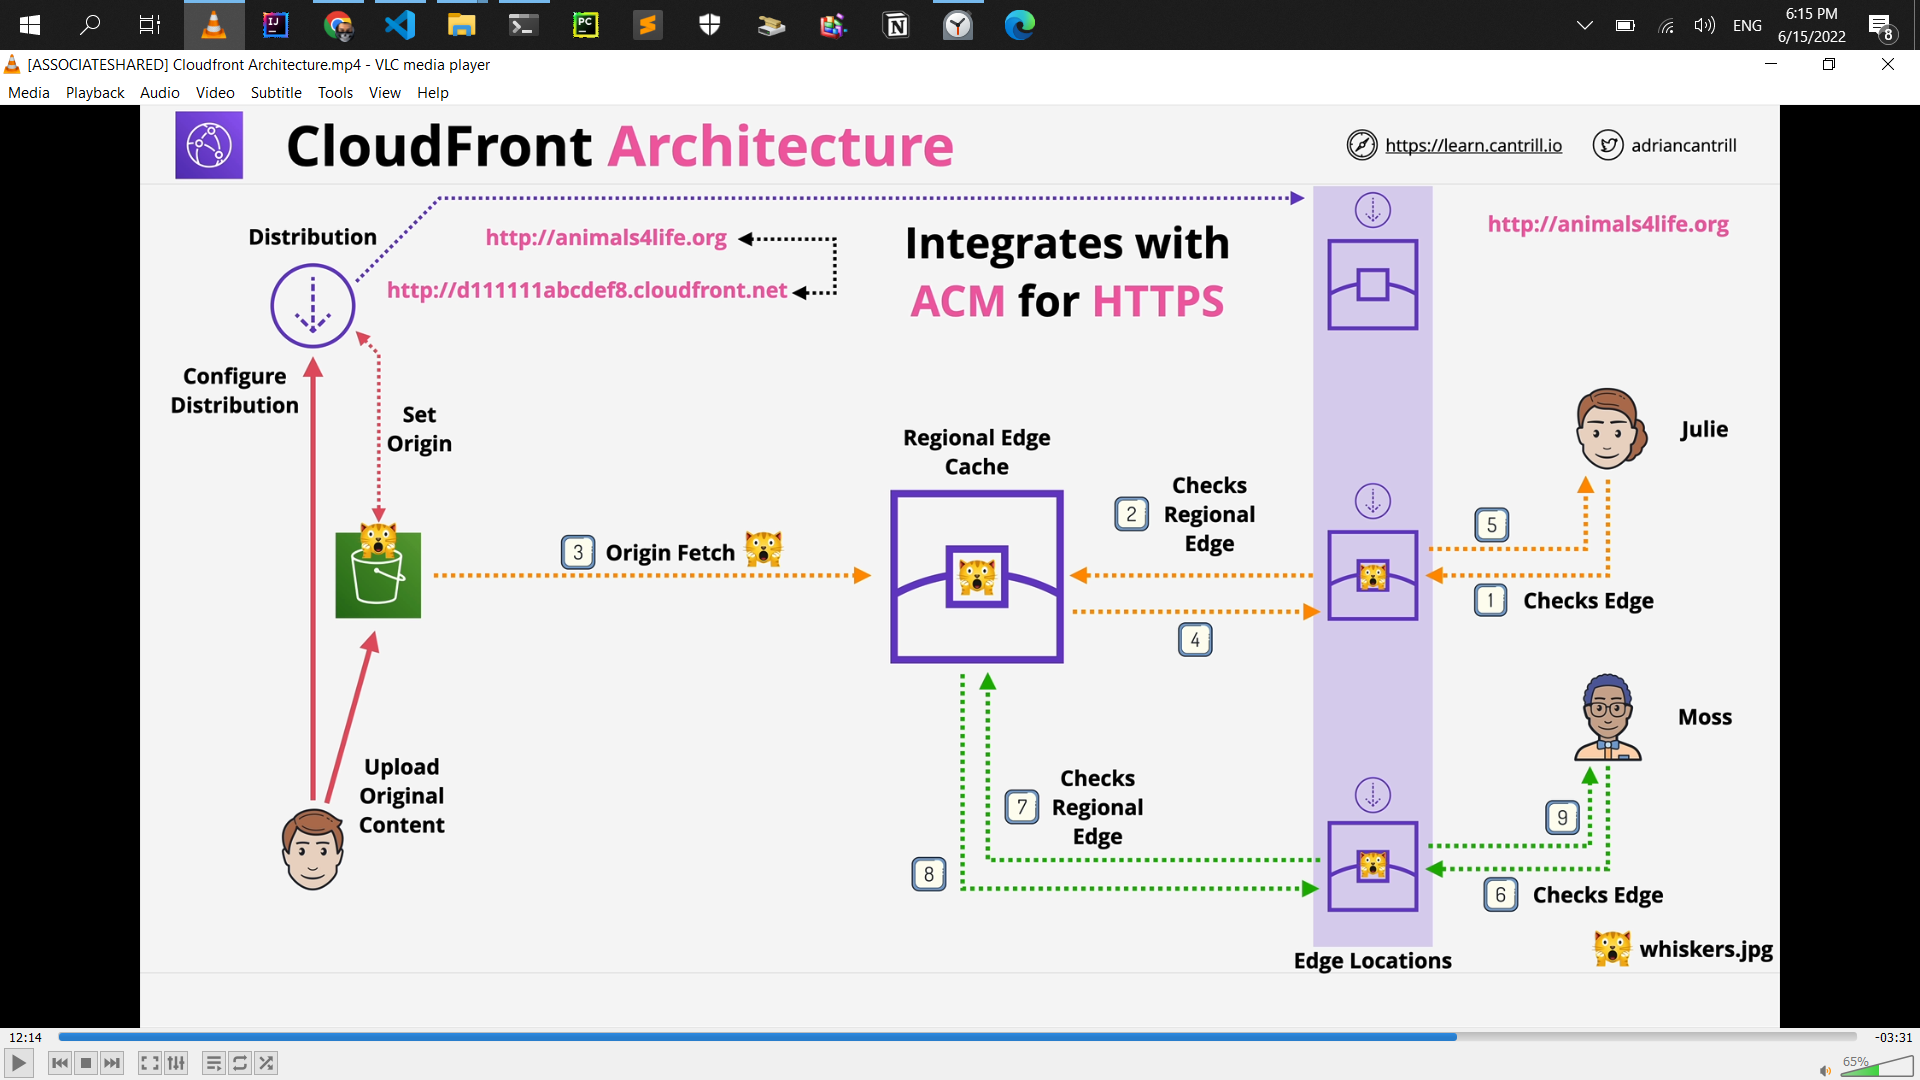 IJ
PC
N
ENG
6:15 PM
6/15/2022
8
[ASSOCIATESHARED] Cloudfront Architecture.mp4 - VLC media player
Media Playback Audio Video Subtitle Tools View Help
CloudFront Architecture
https://learn.cantrill.io
adriancantrill
Distribution
http://animals4life.org
http://d111111abcdef8.cloudfront.net
Integrates with
ACM for HTTPS
http://animals4life.org
Configure
Distribution
Set
Origin
Regional Edge
Cache
Julie
2
Checks
Regional
Edge
5
3
Origin Fetch
1
Checks Edge
4
Moss
Upload
Original
Content
7
Checks
Regional
Edge
9
8
6
Checks Edge
whiskers.jpg
Edge Locations
12:14
-03:31
65%